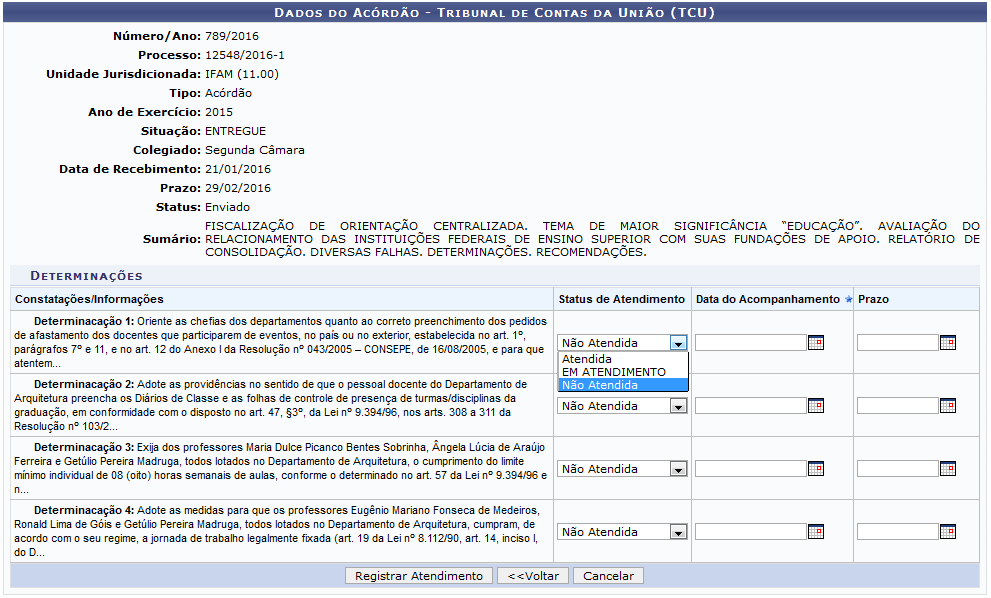 Dados do Acórdão - Tribunal de Contas da União (TCU)
Número/Ano: 789/2016
Processo: 12548/2016-1
Unidade Jurisdicionada: IFAM (11.00)
Tipo: Acórdão
Ano de Exercício: 2015
Situação: ENTREGUE
Colegiado: Segunda Câmara
Data de Recebimento: 21/01/2016
Prazo: 29/02/2016
Status: Enviado
Sumário: FISCALIZAÇÃO DE ORIENTAÇÃO CENTRALIZADA. TEMA DE MAIOR SIGNIFICÂNCIA “EDUCAÇÃO”. AVALIAÇÃO DO
RELACIONAMENTO DAS INSTITUIÇÕES FEDERAIS DE ENSINO SUPERIOR COM SUAS FUNDAÇÕES DE APOIO. RELATÓRIO DE
CONSOLIDAÇÃO. DIVERSAS FALHAS. DETERMINAÇÕES. RECOMENDAÇÕES.
Determinações
Constatações/Informações Status de Atendimento Data do Acompanhamento Prazo
Determinacação 1: Oriente as chefias dos departamentos quanto ao correto preenchimento dos pedidos
de afastamento dos docentes que participarem de eventos, no país ou no exterior, estabelecida no art. 1º,
parágrafos 7º e 11, e no art. 12 do Anexo I da Resolução nº 043/2005 – CONSEPE, de 16/08/2005, e para que
atentem...
Não Atendida
Atendida
EM ATENDIMENTO
Não Atendida
Determinacação 2: Adote as providências no sentido de que o pessoal docente do Departamento de
Arquitetura preencha os Diários de Classe e as folhas de controle de presença de turmas/disciplinas da
graduação, em conformidade com o disposto no art. 47, §3º, da Lei nº 9.394/96, nos arts. 308 a 311 da
Resolução nº 103/2...
Não Atendida
Determinacação 3: Exija dos professores Maria Dulce Picanco Bentes Sobrinha, Ângela Lúcia de Araújo
Ferreira e Getúlio Pereira Madruga, todos lotados no Departamento de Arquitetura, o cumprimento do limite
mínimo individual de 08 (oito) horas semanais de aulas, conforme o determinado no art. 57 da Lei nº 9.394/96 e
n...
Não Atendida
Determinacação 4: Adote as medidas para que os professores Eugênio Mariano Fonseca de Medeiros,
Ronald Lima de Góis e Getúlio Pereira Madruga, todos lotados no Departamento de Arquitetura, cumpram, de
acordo com o seu regime, a jornada de trabalho legalmente fixada (art. 19 da Lei nº 8.112/90, art. 14, inciso I,
do D...
Não Atendida
Registrar Atendimento <<Voltar Cancelar